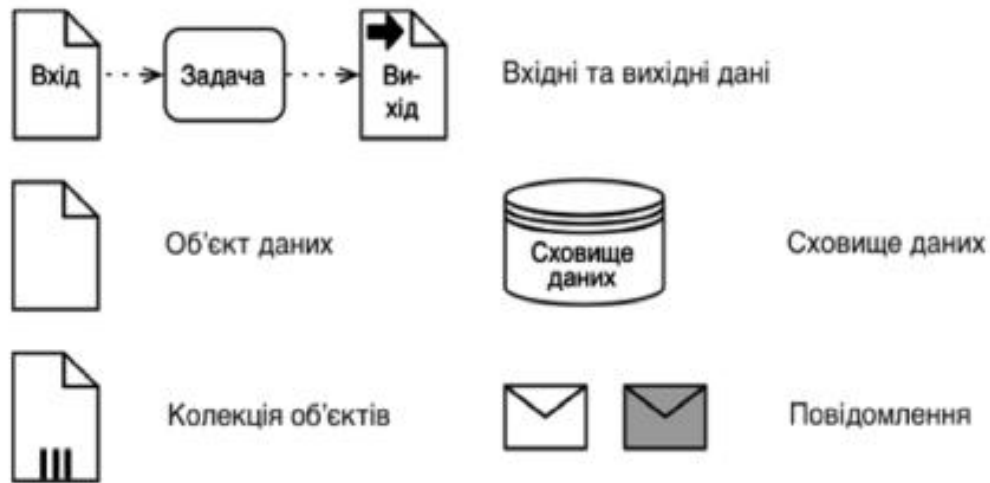 Вхід
Задача
Ви-
хід
Вхідні та вихідні дані
Об'єкт даних
Сховище
даних
Сховище даних
Колекція об'єктів
Повідомлення